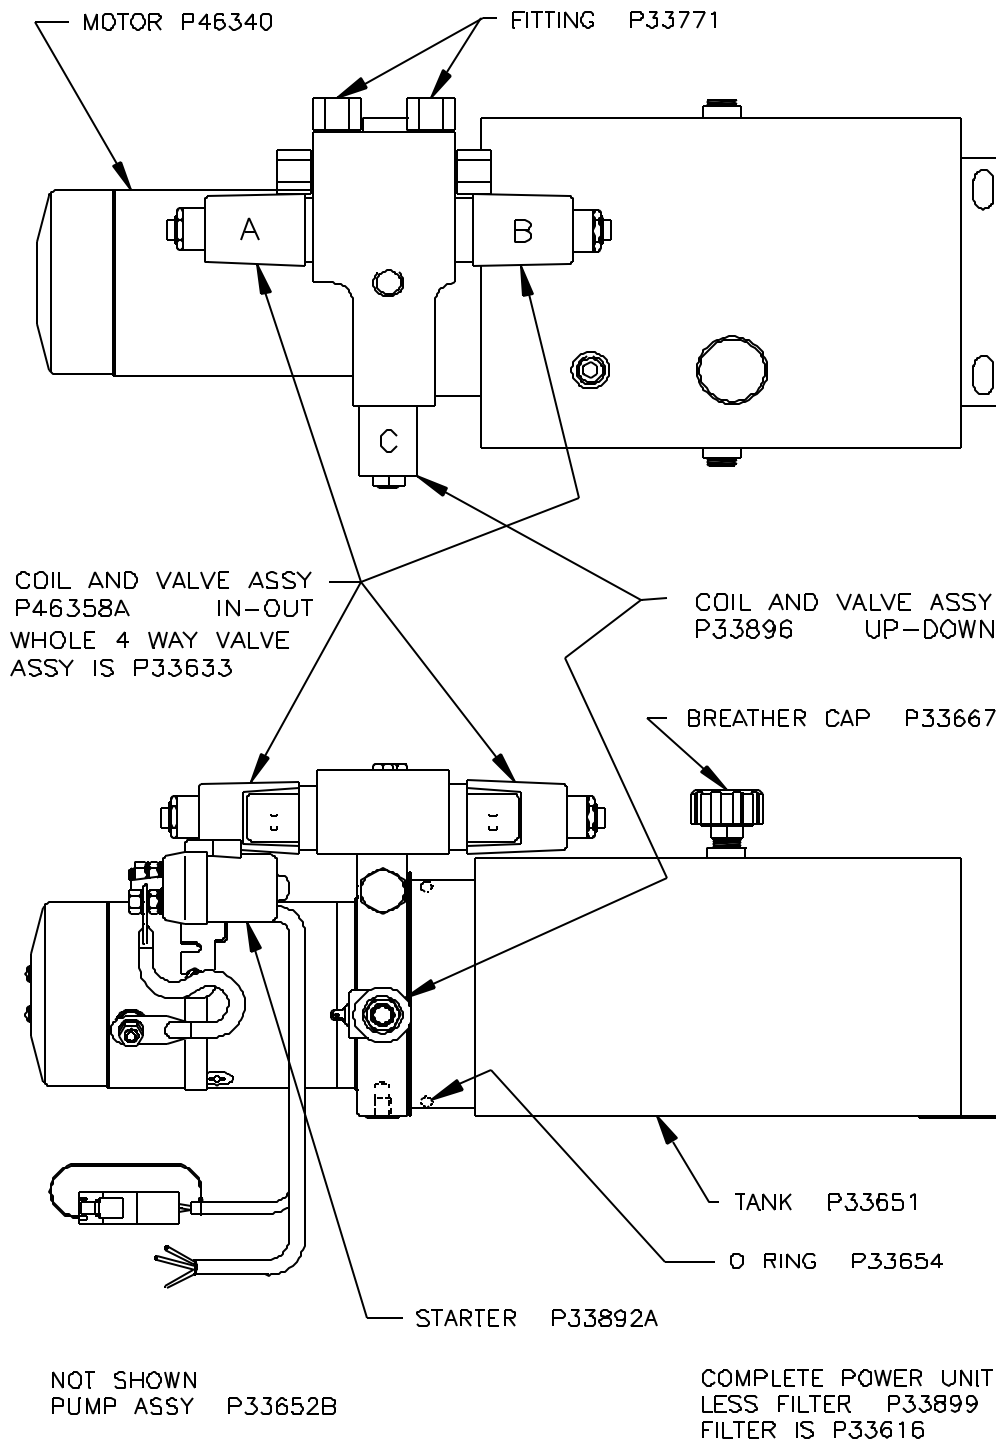 MOTOR P46340
FITTING P33771
A
B
C
COIL AND VALVE ASSY
P46358A IN-OUT
WHOLE 4 WAY VALVE
ASSY IS P33633
COIL AND VALVE ASSY
P33896 UP-DOWN
BREATHER CAP P33667
TANK P33651
O RING P33654
STARTER P33892A
NOT SHOWN
PUMP ASSY P33652B
COMPLETE POWER UNIT
LESS FILTER P33899
FILTER IS P33616